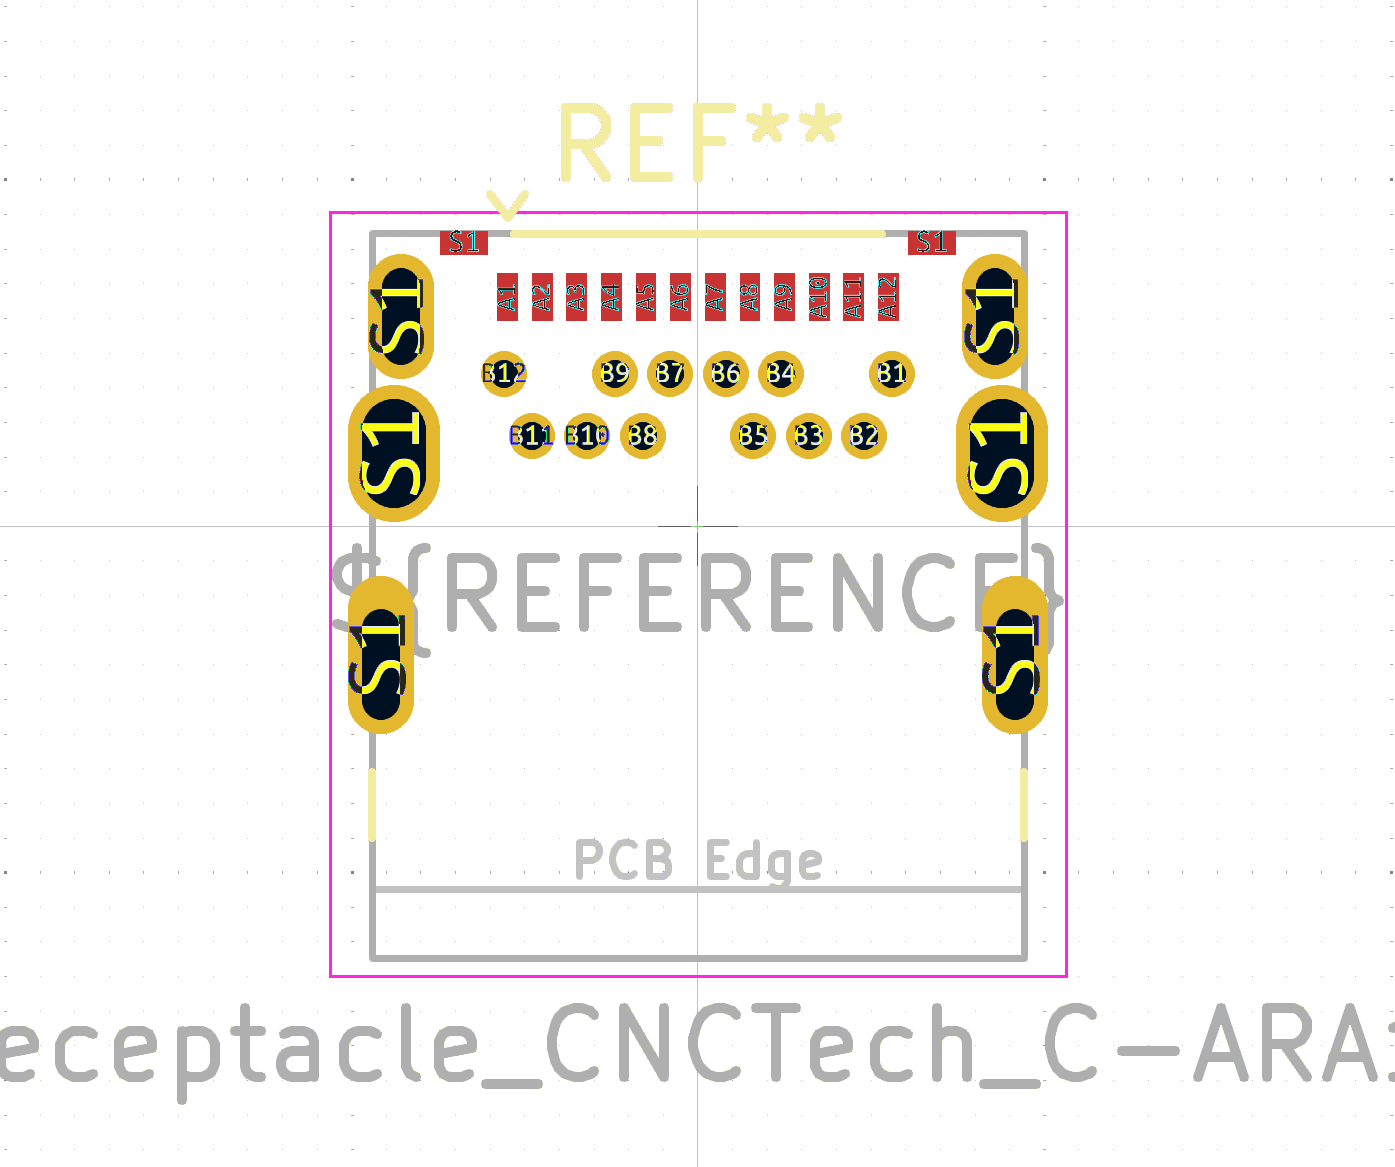 REF**
S1 S1
A1 A2 A3 A4 A5 A6 A7 A8 A9 A10 A11 A12
S1 S1
B12 B9 B7 B6 B4 B1
B11 B10 B8 B5 B3 B2
S1 S1
${REFERENCE}
S1 S1
PCB Edge
eceptacle_CNCTech_C-ARA